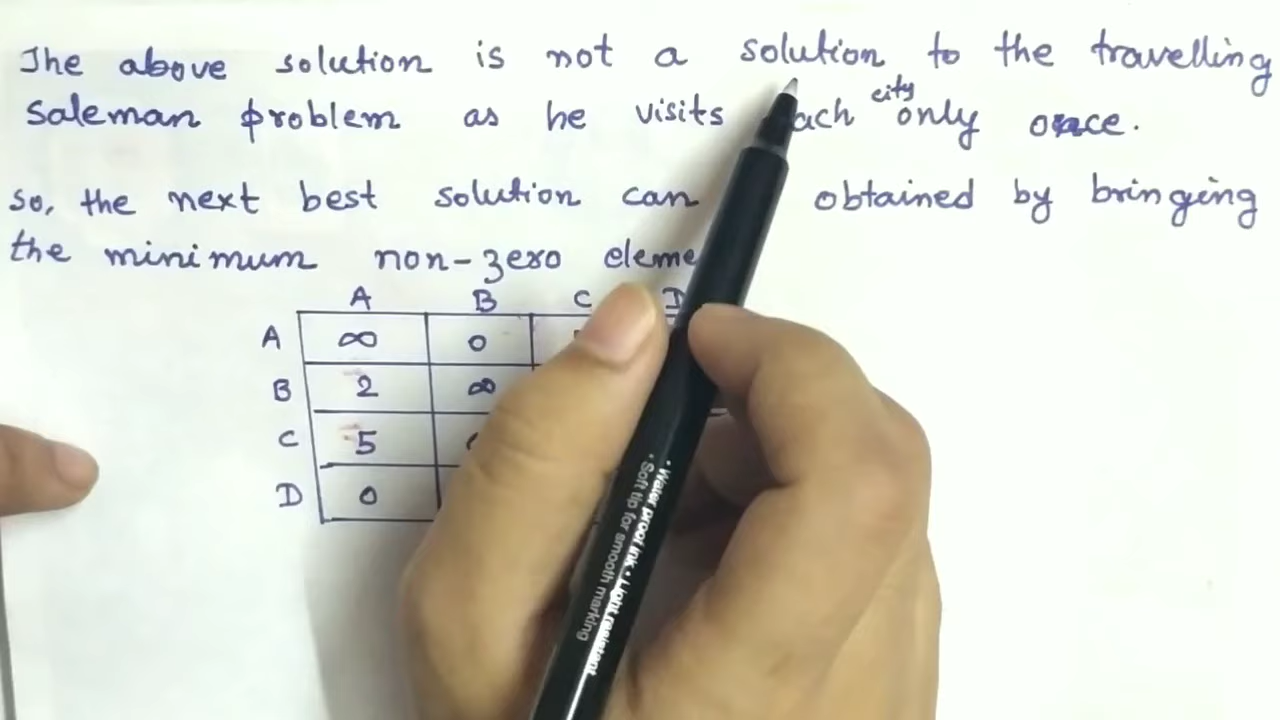 The above solution is not a solution to the travelling
saleman problem as he visits each city only once.
So, the next best solution can obtained by bringing
the minimum non-zero eleme
A B C D
A ∞ 0
B 2 ∞
C 5
D 0
• Water proof ink • Light resistant
• Soft tip for smooth marking